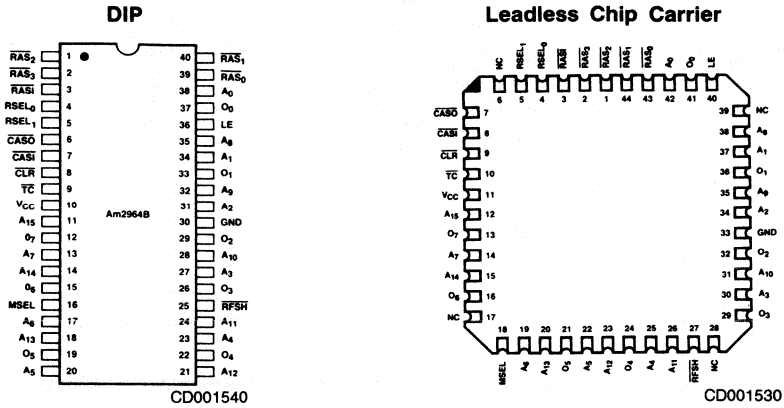 DIP
RAS₂ 1 40 RAS₁
RAS₃ 2 39 RAS₀
RASI 3 38 A₀
RSEL₀ 4 37 O₀
RSEL₁ 5 36 LE
CASO 6 35 A₈
CASI 7 34 A₁
CLR 8 33 O₁
TC 9 32 A₉
VCC 10 31 A₂
Am2964B
A₁₅ 11 30 GND
O₇ 12 29 O₂
A₇ 13 28 A₁₀
A₁₄ 14 27 A₃
O₆ 15 26 O₃
MSEL 16 25 RFSH
A₆ 17 24 A₁₁
A₁₃ 18 23 A₄
O₅ 19 22 O₄
A₅ 20 21 A₁₂
CD001540
Leadless Chip Carrier
NC RSEL₁ RSEL₀ RASI RAS₃ RAS₂ RAS₁ RAS₀ A₀ O₀ LE
6 5 4 3 2 1 44 43 42 41 40
CASO 7 39 NC
CASI 8 38 A₈
CLR 9 37 A₁
TC 10 36 O₁
VCC 11 35 A₉
A₁₅ 12 34 A₂
O₇ 13 33 GND
A₇ 14 32 O₂
A₁₄ 15 31 A₁₀
O₆ 16 30 A₃
NC 17 29 O₃
18 19 20 21 22 23 24 25 26 27 28
MSEL A₆ A₁₃ O₅ A₅ A₁₂ O₄ A₄ A₁₁ RFSH NC
CD001530